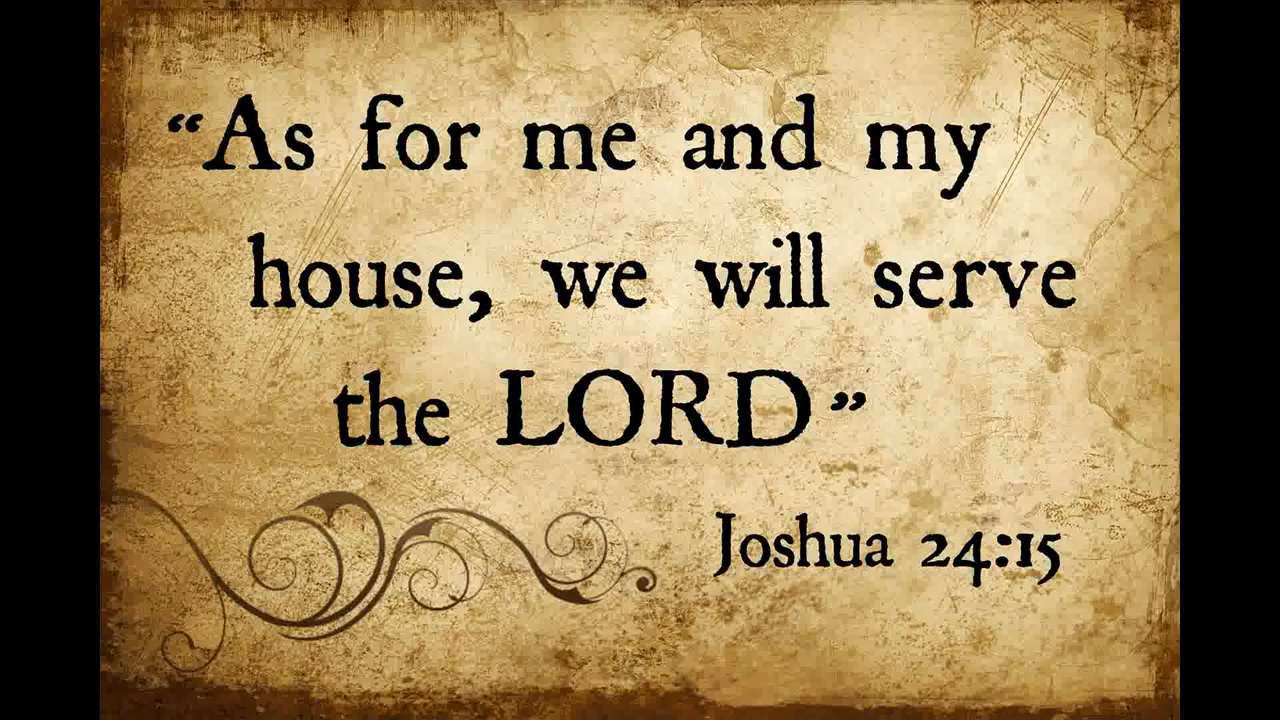 “As for me and my
house, we will serve
the LORD”
Joshua 24:15